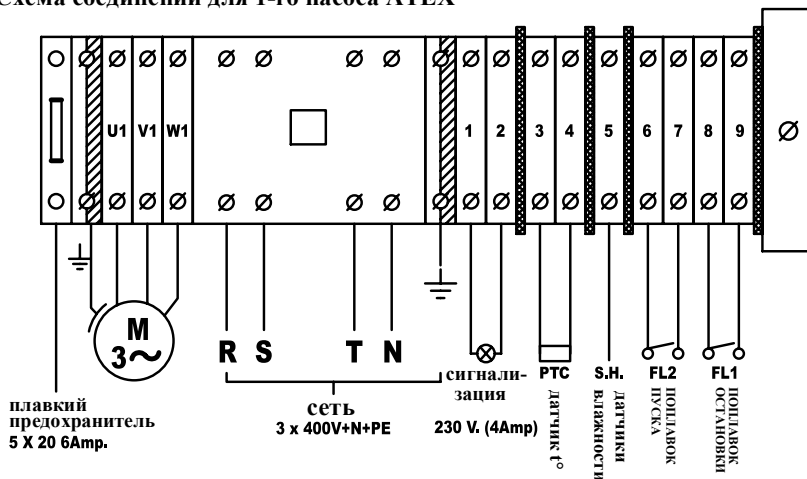 Схема соединений для 1-го насоса ATEX
U1 V1 W1 1 2 3 4 5 6 7 8 9
M
3~
R S T N
сеть
3 x 400V+N+PE
плавкий
предохранитель
5 X 20 6Amp.
сигнали-
зация
230 V. (4Amp)
PTC
датчик t°
S.H.
датчики
влажности
FL2
ПОПЛАВОК
ПУСКА
FL1
ПОПЛАВОК
ОСТАНОВКИ